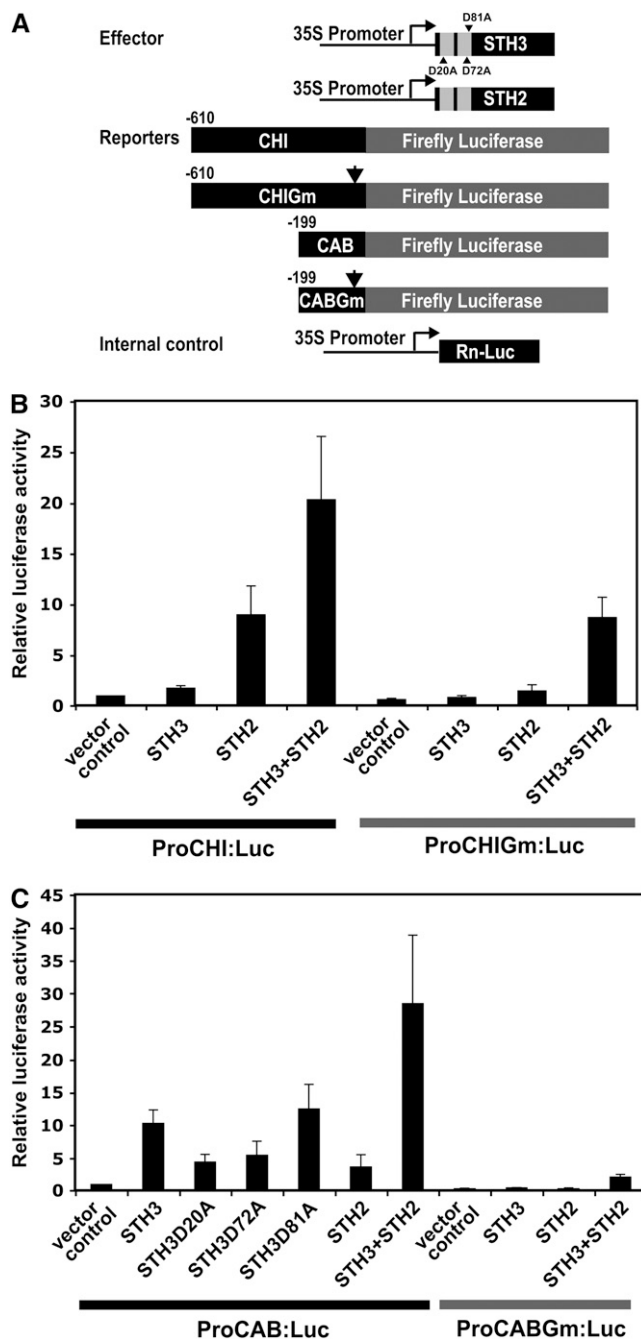 A
Effector
35S Promoter
D81A
STH3
D20A D72A
35S Promoter
STH2
Reporters
-610
CHI Firefly Luciferase
-610
CHIGm Firefly Luciferase
-199
CAB Firefly Luciferase
-199
CABGm Firefly Luciferase
Internal control
35S Promoter
Rn-Luc
B
Relative luciferase activity
30
25
20
15
10
5
0
vector
control
STH3
STH2
STH3+STH2
vector
control
STH3
STH2
STH3+STH2
ProCHI:Luc
ProCHIGm:Luc
C
Relative luciferase activity
45
40
35
30
25
20
15
10
5
0
vector
control
STH3
STH3D20A
STH3D72A
STH3D81A
STH2
STH3+STH2
vector
control
STH3
STH2
STH3+STH2
ProCAB:Luc
ProCABGm:Luc